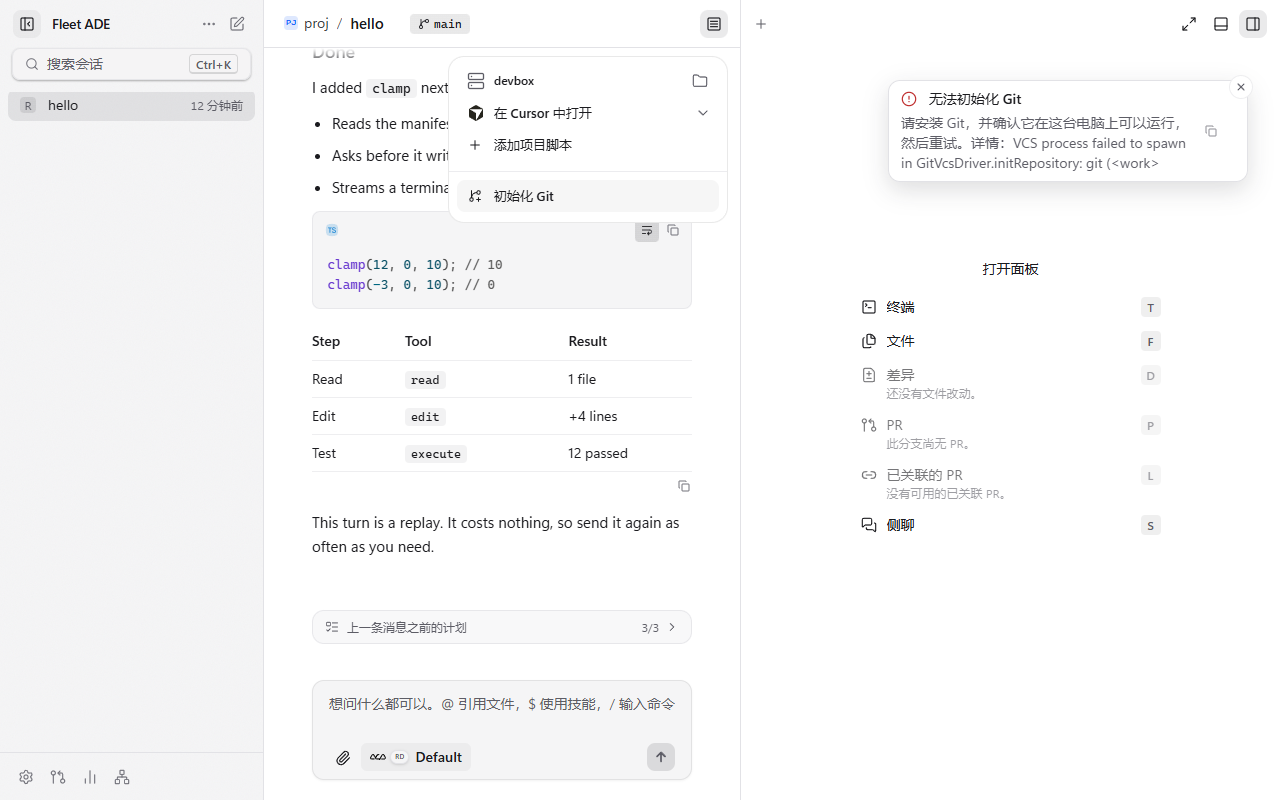 Fleet ADE
搜索会话
Ctrl+K
R hello 12 分钟前
PJ proj / hello
main
Done
I added clamp next
Reads the manifes
Asks before it writ
Streams a termina
devbox
在 Cursor 中打开
添加项目脚本
初始化 Git
TS
clamp(12, 0, 10); // 10
clamp(-3, 0, 10); // 0
Step Tool Result
Read read 1 file
Edit edit +4 lines
Test execute 12 passed
This turn is a replay. It costs nothing, so send it again as
often as you need.
上一条消息之前的计划 3/3
想问什么都可以。@ 引用文件，$ 使用技能，/ 输入命令
RD Default
无法初始化 Git
请安装 Git，并确认它在这台电脑上可以运行，
然后重试。详情：VCS process failed to spawn
in GitVcsDriver.initRepository: git (<work>
打开面板
终端 T
文件 F
差异 D
还没有文件改动。
PR P
此分支尚无 PR。
已关联的 PR L
没有可用的已关联 PR。
侧聊 S